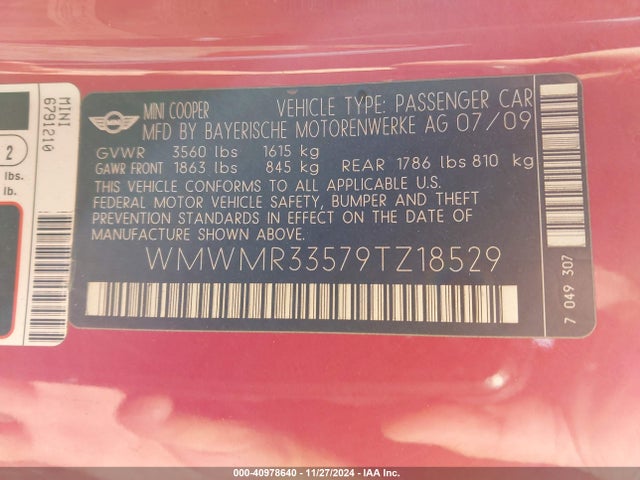 MINI COOPER VEHICLE TYPE: PASSENGER CAR
MFD BY BAYERISCHE MOTORENWERKE AG 07/09
GVWR 3560 lbs 1615 kg
GAWR FRONT 1863 lbs 845 kg REAR 1786 lbs 810 kg
THIS VEHICLE CONFORMS TO ALL APPLICABLE U.S.
FEDERAL MOTOR VEHICLE SAFETY, BUMPER AND THEFT
PREVENTION STANDARDS IN EFFECT ON THE DATE OF
MANUFACTURE SHOWN ABOVE.
WMWMR33579TZ18529
7 049 307
MINI
6791210
2
lbs.
lb.
000-40978640 - 11/27/2024 - IAA Inc.